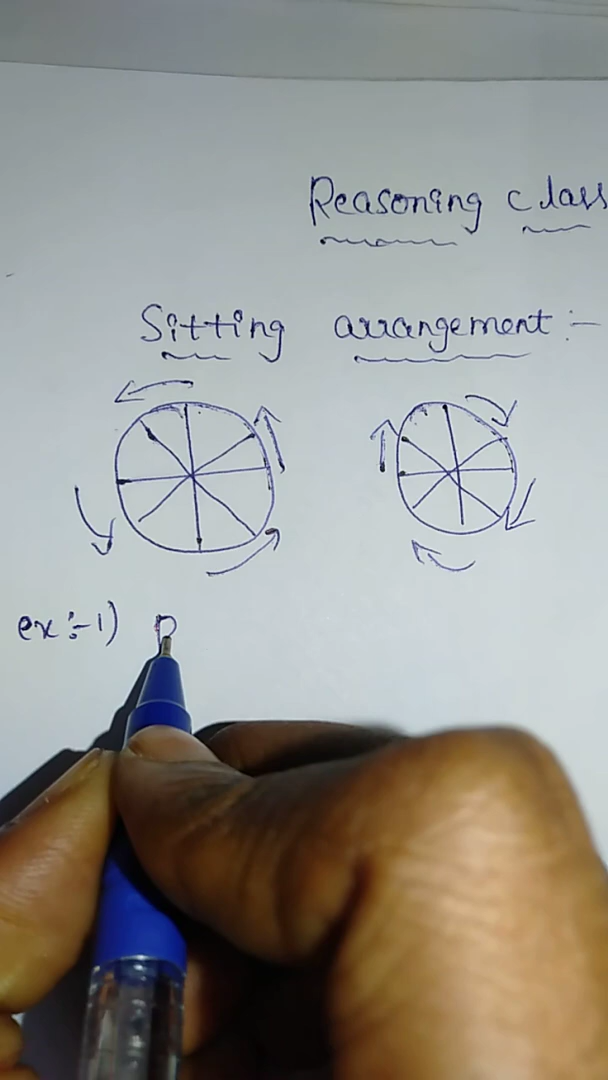 Reasoning class
Sitting arrangement :-
ex :- 1) P